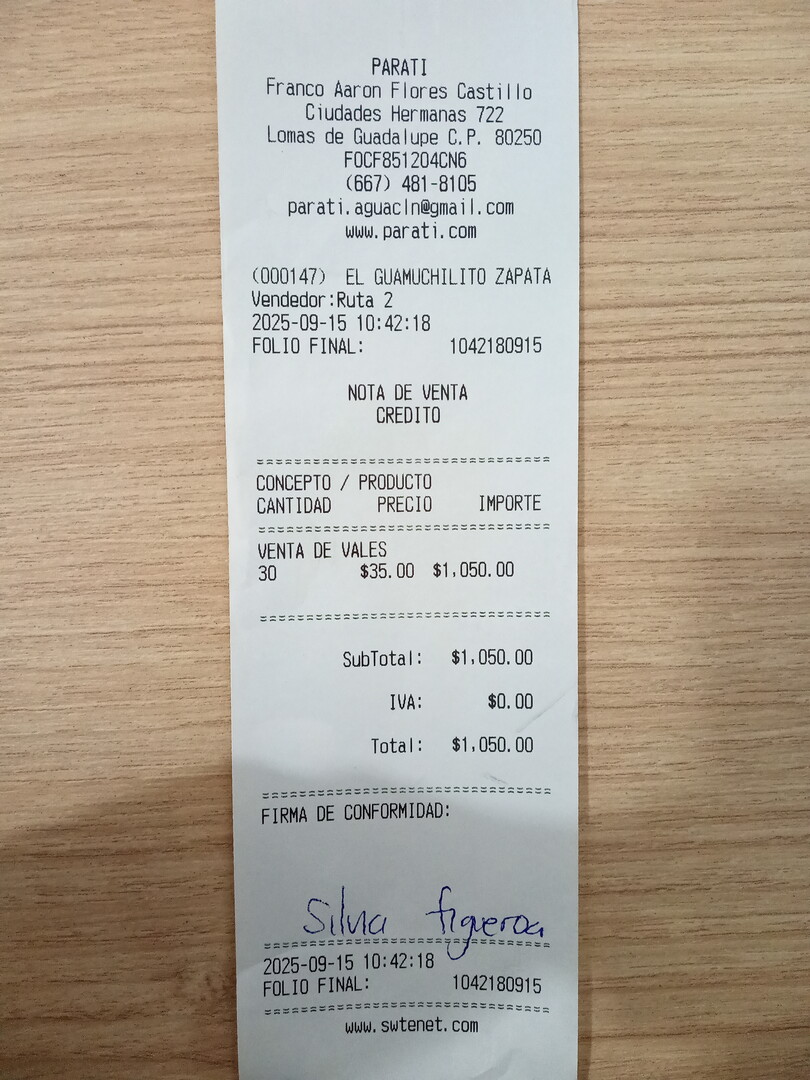 PARATI
Franco Aaron Flores Castillo
Ciudades Hermanas 722
Lomas de Guadalupe C.P. 80250
FOCF851204CN6
(667) 481-8105
parati.aguacln@gmail.com
www.parati.com
(000147) EL GUAMUCHILITO ZAPATA
Vendedor:Ruta 2
2025-09-15 10:42:18
FOLIO FINAL: 1042180915
NOTA DE VENTA
CREDITO
================================
CONCEPTO / PRODUCTO
CANTIDAD PRECIO IMPORTE
================================
VENTA DE VALES
30 $35.00 $1,050.00
================================
SubTotal: $1,050.00
IVA: $0.00
Total: $1,050.00
================================
FIRMA DE CONFORMIDAD:
Silvia figueroa
================================
2025-09-15 10:42:18
FOLIO FINAL: 1042180915
================================
www.swtenet.com